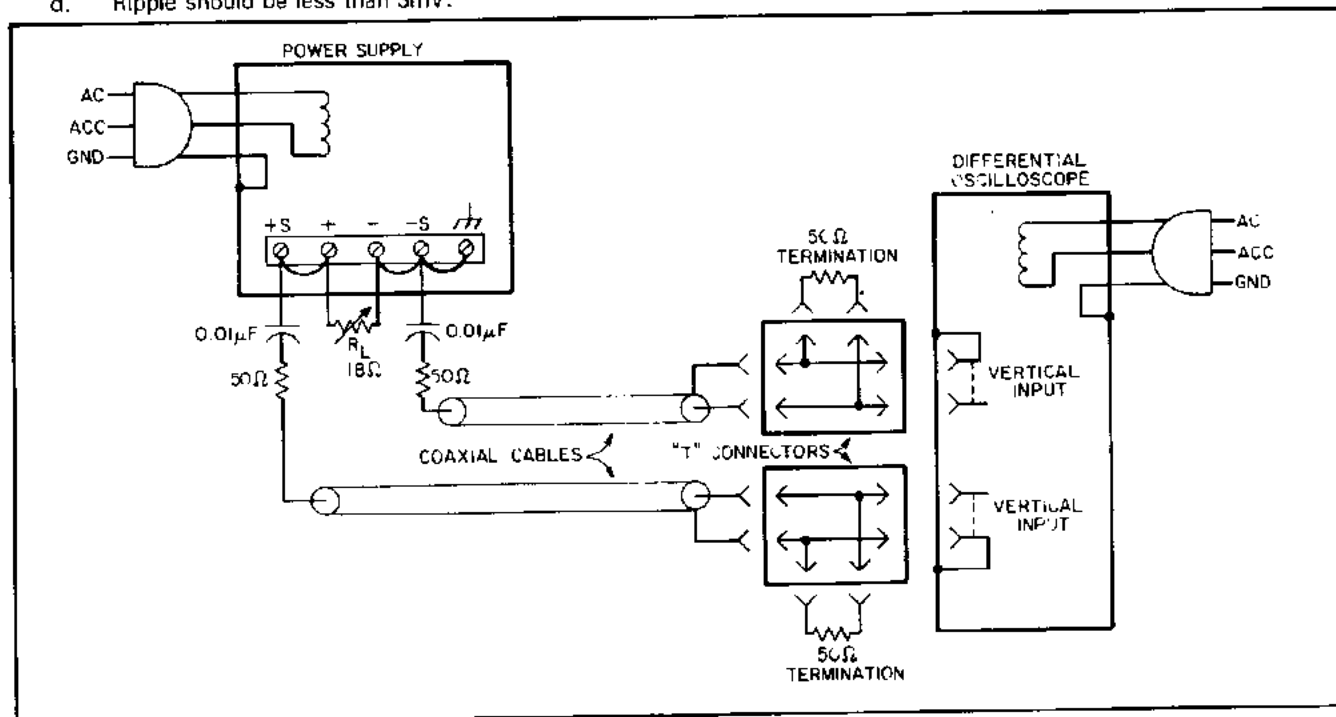 d. Ripple should be less than 5mV.
POWER SUPPLY
AC
ACC
GND
+S + - -S
0.01µF
RL
18Ω
0.01µF
50Ω
50Ω
COAXIAL CABLES
"T" CONNECTORS
50Ω
TERMINATION
50Ω
TERMINATION
DIFFERENTIAL
OSCILLOSCOPE
AC
ACC
GND
VERTICAL
INPUT
VERTICAL
INPUT